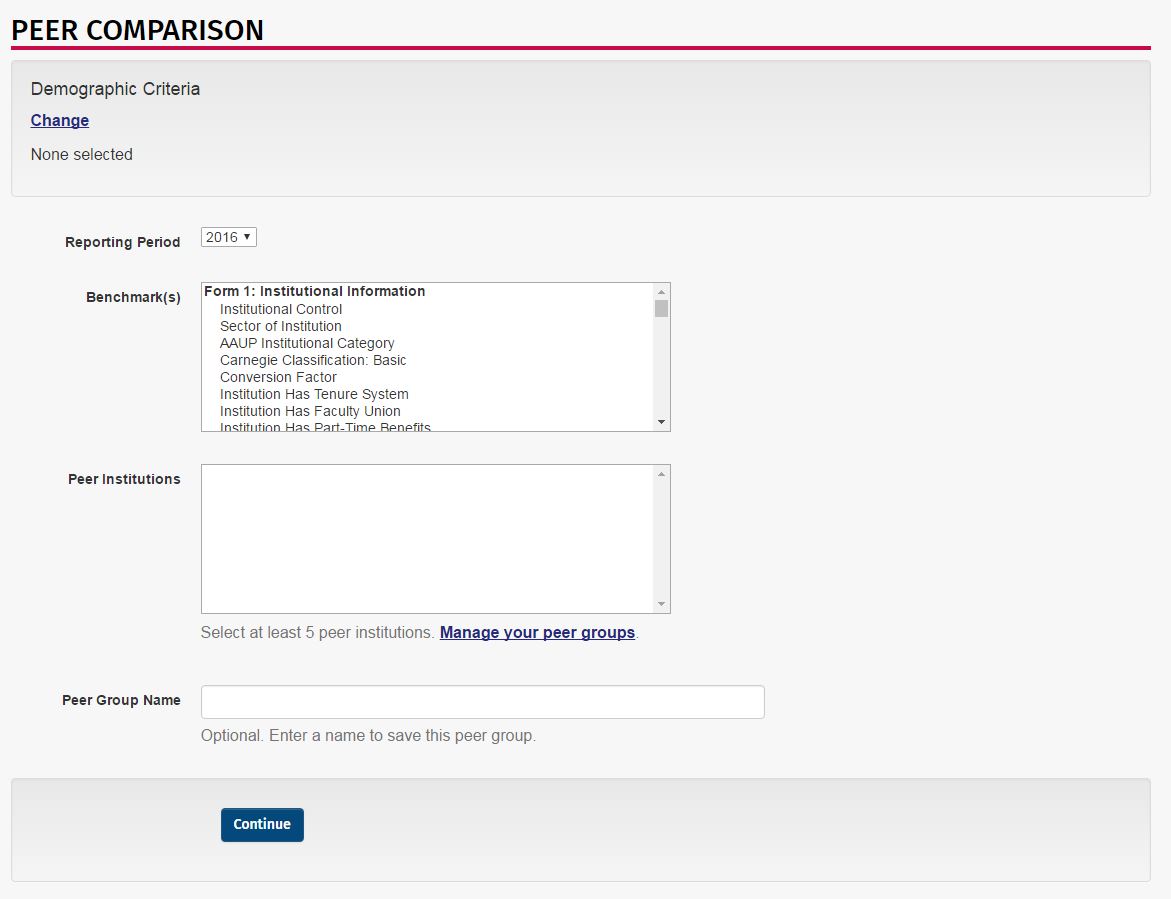 PEER COMPARISON
Demographic Criteria
Change
None selected
Reporting Period 2016
Benchmark(s)
Form 1: Institutional Information
Institutional Control
Sector of Institution
AAUP Institutional Category
Carnegie Classification: Basic
Conversion Factor
Institution Has Tenure System
Institution Has Faculty Union
Institution Has Part-Time Benefits
Peer Institutions
Select at least 5 peer institutions. Manage your peer groups.
Peer Group Name
Optional. Enter a name to save this peer group.
Continue